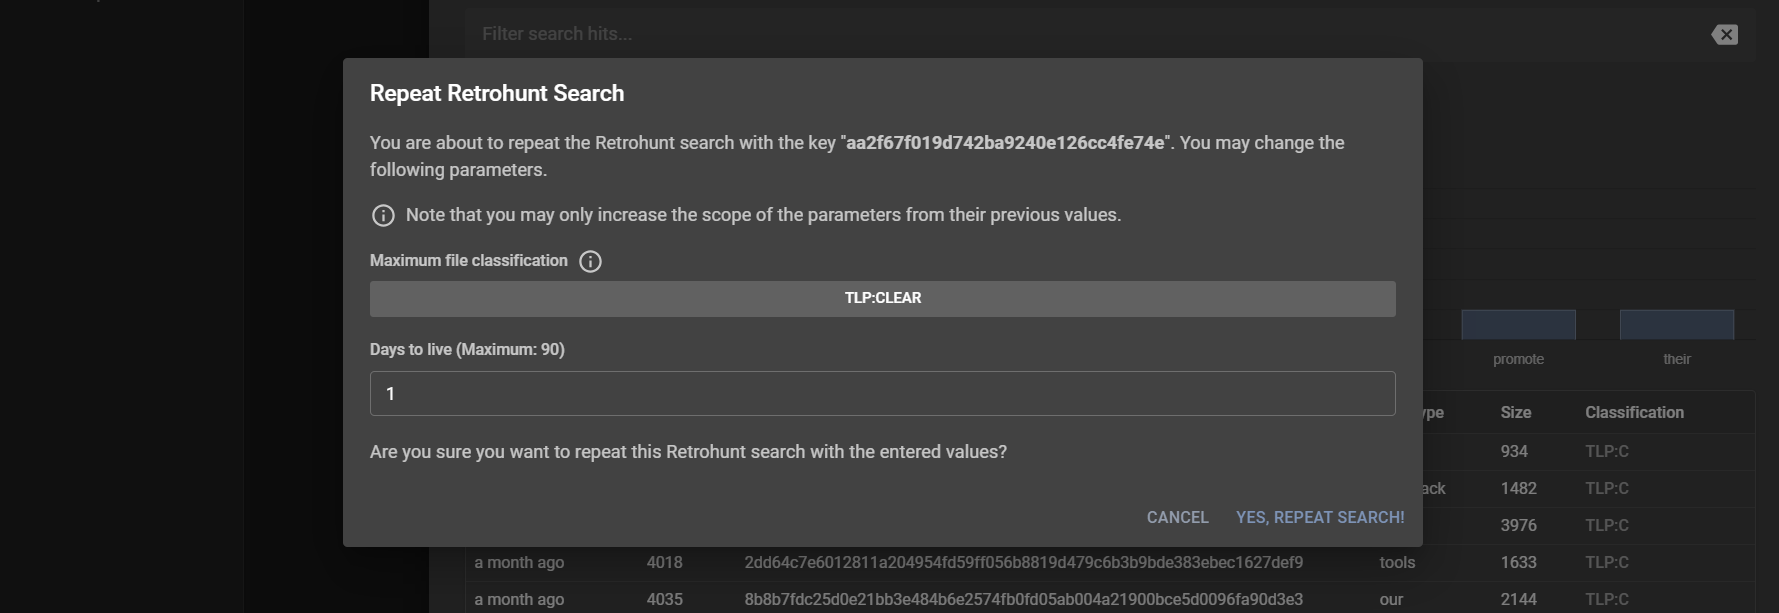 Filter search hits...
Repeat Retrohunt Search
You are about to repeat the Retrohunt search with the key "aa2f67f019d742ba9240e126cc4fe74e". You may change the
following parameters.
Note that you may only increase the scope of the parameters from their previous values.
Maximum file classification
TLP:CLEAR
Days to live (Maximum: 90)
1
Are you sure you want to repeat this Retrohunt search with the entered values?
CANCEL YES, REPEAT SEARCH!
promote their
ype Size Classification
934 TLP:C
ack 1482 TLP:C
3976 TLP:C
a month ago 4018 2dd64c7e6012811a204954fd59ff056b8819d479c6b3b9bde383ebec1627def9 tools 1633 TLP:C
a month ago 4035 8b8b7fdc25d0e21bb3e484b6e2574fb0fd05ab004a21900bce5d0096fa90d3e3 our 2144 TLP:C